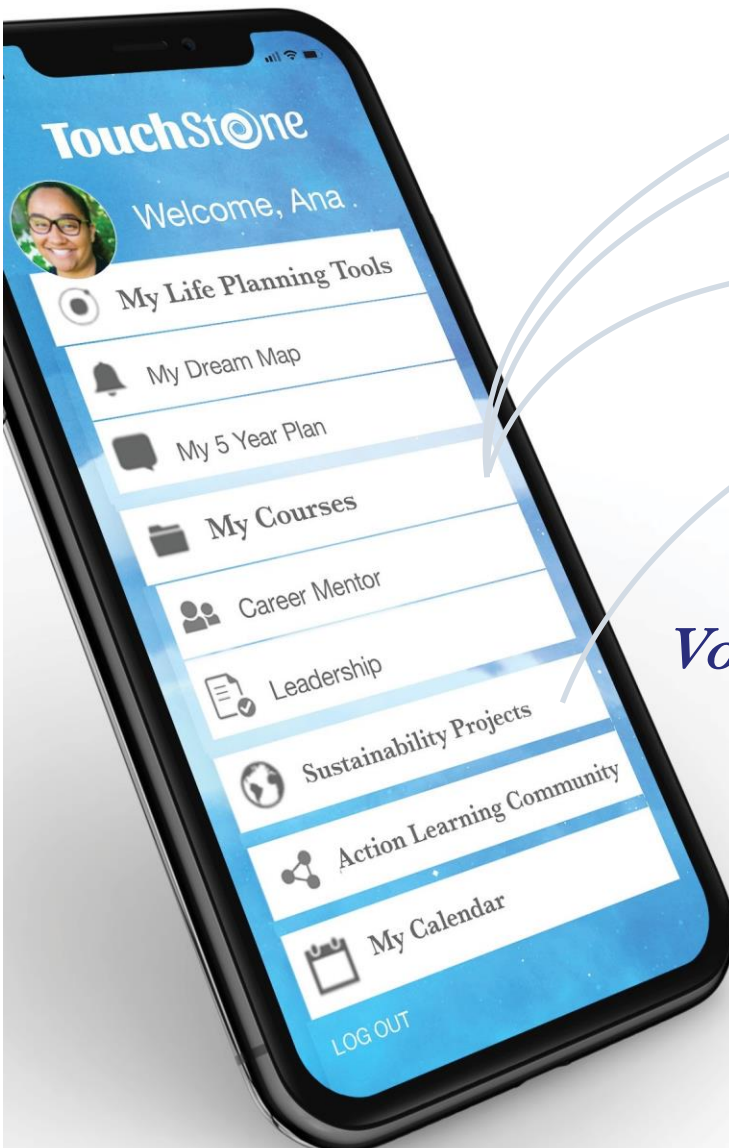 TouchStone
Welcome, Ana .
My Life Planning Tools
My Dream Map
My 5 Year Plan
My Courses
Career Mentor
Leadership
Sustainability Projects
Action Learning Community
My Calendar
LOG OUT